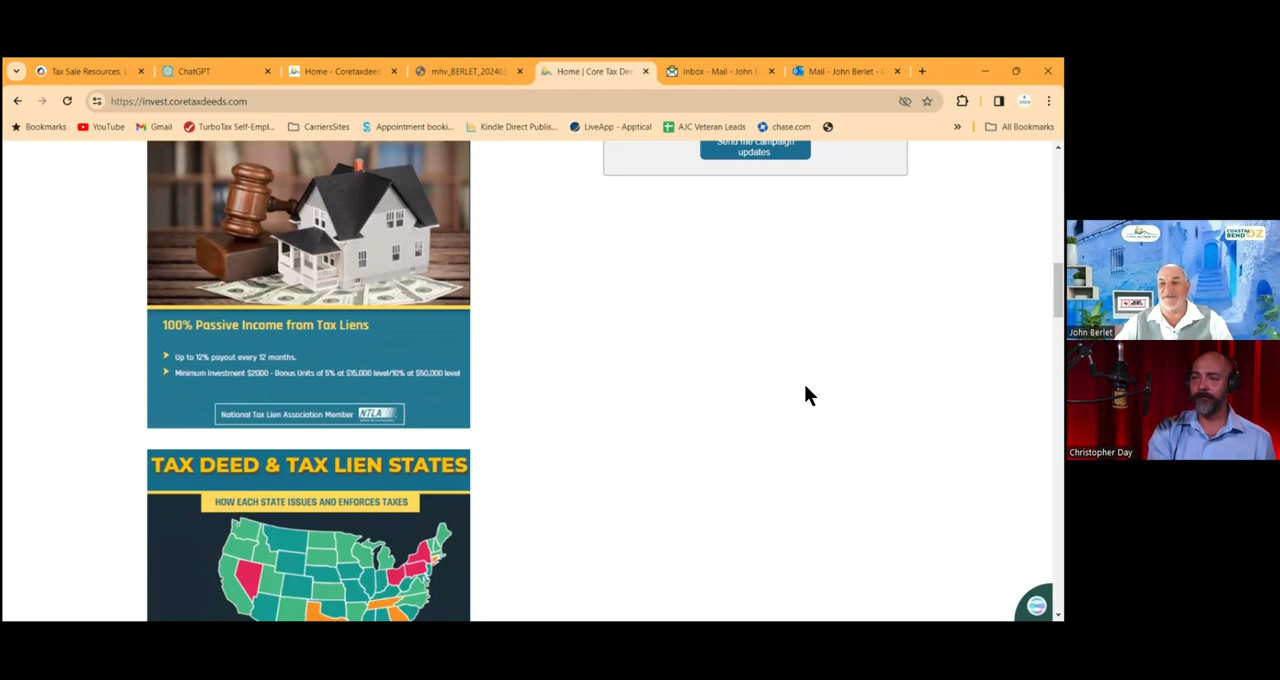 Tax Sale Resources, L
ChatGPT
Home - Coretaxdeed
mhv_BERLET_202403
Home | Core Tax Dee
Inbox - Mail - John B
Mail - John Berlet - O
https://invest.coretaxdeeds.com
Bookmarks
YouTube
Gmail
TurboTax Self-Empl...
CarriersSites
Appointment booki...
Kindle Direct Publis...
LiveApp - Apptical
AJC Veteran Leads
chase.com
»
All Bookmarks
Send me campaign
updates
100% Passive Income from Tax Liens
Up to 12% payout every 12 months.
Minimum Investment $2000 - Bonus Units of 5% at $15,000 level/10% at $50,000 level
National Tax Lien Association Member NTLA
TAX DEED & TAX LIEN STATES
HOW EACH STATE ISSUES AND ENFORCES TAXES
COASTAL
BEND OZ
John Berlet
Christopher Day